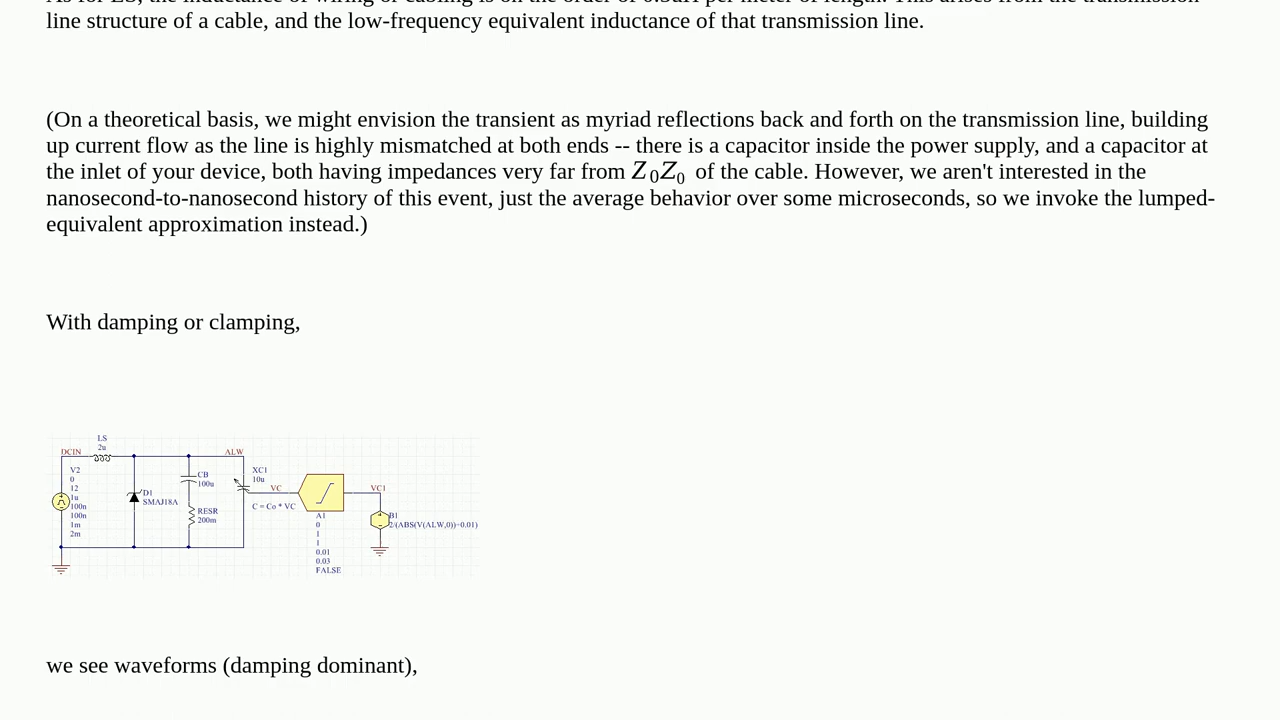 line structure of a cable, and the low-frequency equivalent inductance of that transmission line.
(On a theoretical basis, we might envision the transient as myriad reflections back and forth on the transmission line, building
up current flow as the line is highly mismatched at both ends -- there is a capacitor inside the power supply, and a capacitor at
the inlet of your device, both having impedances very far from Z0Z0 of the cable. However, we aren't interested in the
nanosecond-to-nanosecond history of this event, just the average behavior over some microseconds, so we invoke the lumped-
equivalent approximation instead.)
With damping or clamping,
LS
2u
DCIN
ALW
V2
0
12
1u
100n
100n
1m
2m
D1
SMAJ18A
CB
100u
RESR
200m
XC1
10u
VC
C = Co * VC
A1
0
1
1
0.01
0.03
FALSE
VC1
B1
2/(ABS(V(ALW,0))+0.01)
we see waveforms (damping dominant),